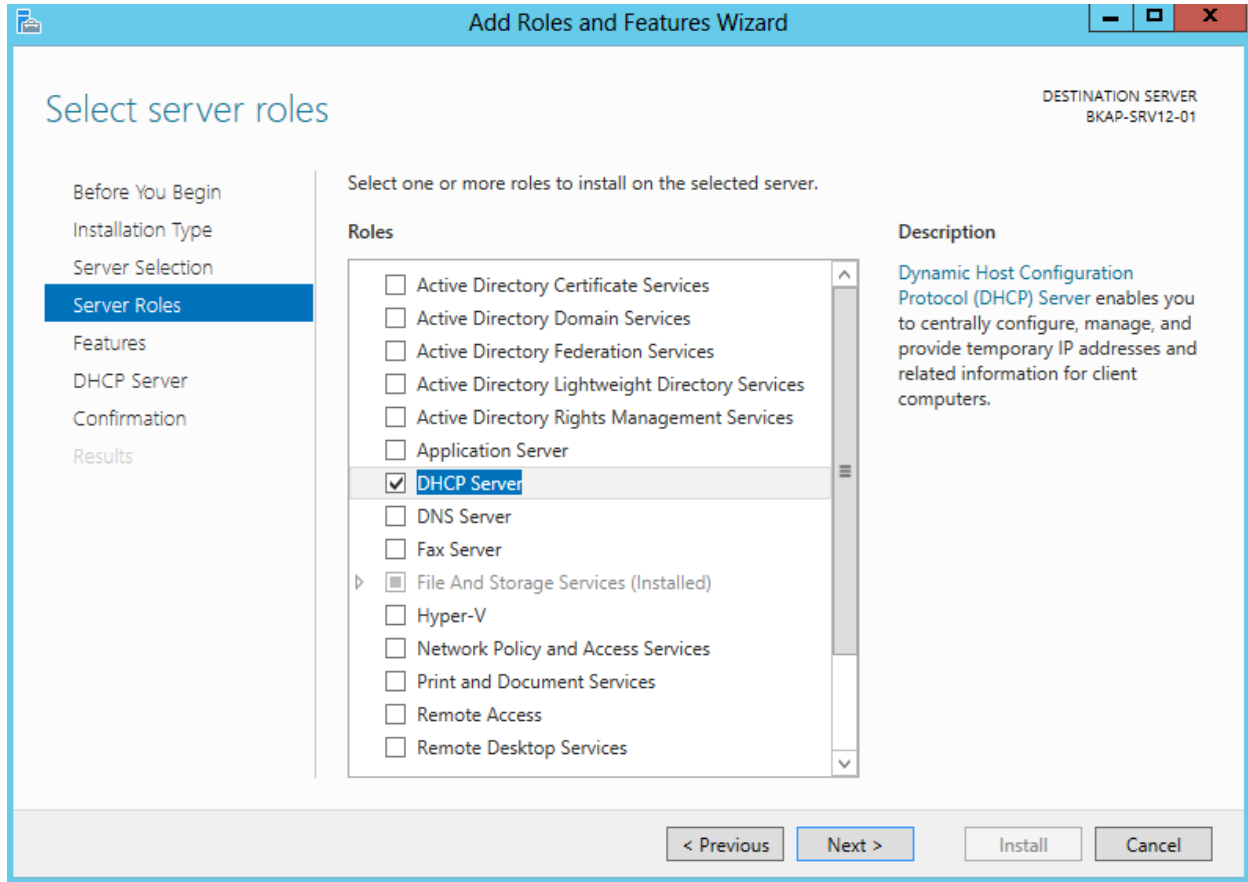 Add Roles and Features Wizard
Select server roles
DESTINATION SERVER
BKAP-SRV12-01
Before You Begin
Installation Type
Server Selection
Server Roles
Features
DHCP Server
Confirmation
Results
Select one or more roles to install on the selected server.
Roles
Active Directory Certificate Services
Active Directory Domain Services
Active Directory Federation Services
Active Directory Lightweight Directory Services
Active Directory Rights Management Services
Application Server
DHCP Server
DNS Server
Fax Server
File And Storage Services (Installed)
Hyper-V
Network Policy and Access Services
Print and Document Services
Remote Access
Remote Desktop Services
Description
Dynamic Host Configuration
Protocol (DHCP) Server enables you
to centrally configure, manage, and
provide temporary IP addresses and
related information for client
computers.
< Previous
Next >
Install
Cancel